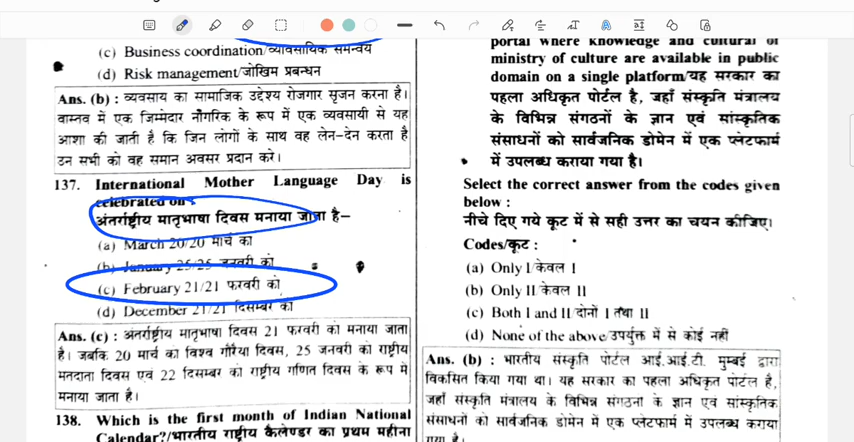 (c) Business coordination/व्यावसायिक समन्वय
(d) Risk management/जोखिम प्रबन्धन
Ans. (b) : व्यवसाय का सामाजिक उद्देश्य रोजगार सृजन करना है।
वास्तव में एक जिम्मेदार नागरिक के रूप में एक व्यवसायी से यह
आशा की जाती है कि जिन लोगों के साथ वह लेन-देन करता है
उन सभी को वह समान अवसर प्रदान करे।
137. International Mother Language Day is
celebrated on-
अंतर्राष्ट्रीय मातृभाषा दिवस मनाया जाता है–
(a) March 20/20 मार्च को
(b) January 25/25 जनवरी को
(c) February 21/21 फरवरी को
(d) December 21/21 दिसम्बर को
Ans. (c) : अंतर्राष्ट्रीय मातृभाषा दिवस 21 फरवरी को मनाया जाता
है। जबकि 20 मार्च को विश्व गौरैया दिवस, 25 जनवरी को राष्ट्रीय
मतदाता दिवस एवं 22 दिसम्बर को राष्ट्रीय गणित दिवस के रूप में
मनाया जाता है।
138. Which is the first month of Indian National
Calendar?/भारतीय राष्ट्रीय कैलेण्डर का प्रथम महीना
portal where knowledge and cultural of
ministry of culture are available in public
domain on a single platform/यह सरकार का
पहला अधिकृत पोर्टल है, जहाँ संस्कृति मंत्रालय
के विभिन्न संगठनों के ज्ञान एवं सांस्कृतिक
संसाधनों को सार्वजनिक डोमेन में एक प्लेटफार्म
में उपलब्ध कराया गया है।
Select the correct answer from the codes given
below :
नीचे दिए गये कूट में से सही उत्तर का चयन कीजिए।
Codes/कूट :
(a) Only I/केवल I
(b) Only II/केवल II
(c) Both I and II/दोनों I तथा II
(d) None of the above/उपर्युक्त में से कोई नहीं
Ans. (b) : भारतीय संस्कृति पोर्टल आई.आई.टी. मुम्बई द्वारा
विकसित किया गया था। यह सरकार का पहला अधिकृत पोर्टल है,
जहाँ संस्कृति मंत्रालय के विभिन्न संगठनों के ज्ञान एवं सांस्कृतिक
संसाधनों को सार्वजनिक डोमेन में एक प्लेटफार्म में उपलब्ध कराया
गया है।